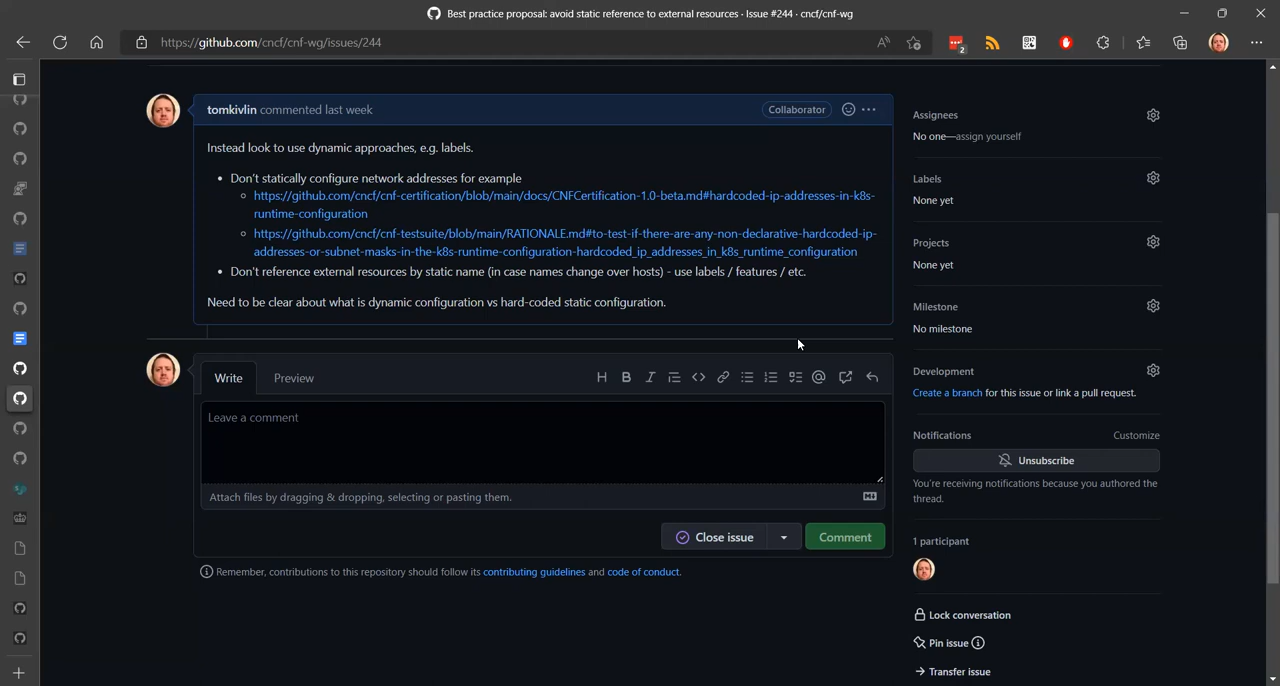 Best practice proposal: avoid static reference to external resources · Issue #244 · cncf/cnf-wg
https://github.com/cncf/cnf-wg/issues/244
2
tomkivlin commented last week
Collaborator
Instead look to use dynamic approaches, e.g. labels.
Don't statically configure network addresses for example
https://github.com/cncf/cnf-certification/blob/main/docs/CNFCertification-1.0-beta.md#hardcoded-ip-addresses-in-k8s-
runtime-configuration
https://github.com/cncf/cnf-testsuite/blob/main/RATIONALE.md#to-test-if-there-are-any-non-declarative-hardcoded-ip-
addresses-or-subnet-masks-in-the-k8s-runtime-configuration-hardcoded_ip_addresses_in_k8s_runtime_configuration
Don't reference external resources by static name (in case names change over hosts) - use labels / features / etc.
Need to be clear about what is dynamic configuration vs hard-coded static configuration.
Write
Preview
Leave a comment
Attach files by dragging & dropping, selecting or pasting them.
Close issue
Comment
Remember, contributions to this repository should follow its contributing guidelines and code of conduct.
Assignees
No one—assign yourself
Labels
None yet
Projects
None yet
Milestone
No milestone
Development
Create a branch for this issue or link a pull request.
Notifications
Customize
Unsubscribe
You're receiving notifications because you authored the
thread.
1 participant
Lock conversation
Pin issue
Transfer issue